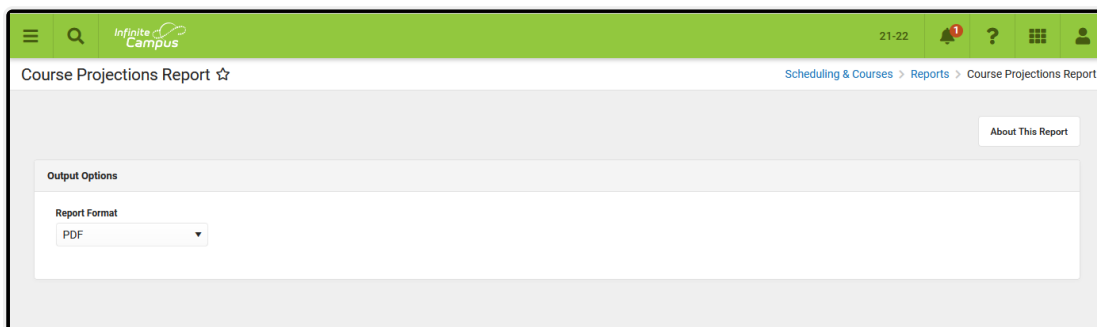 Infinite
Campus
21-22
1
?
Course Projections Report
Scheduling & Courses > Reports > Course Projections Report
About This Report
Output Options
Report Format
PDF